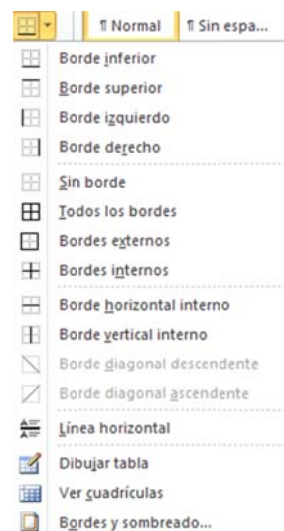 ¶ Normal ¶ Sin espa...
Borde inferior
Borde superior
Borde izquierdo
Borde derecho
Sin borde
Todos los bordes
Bordes externos
Bordes internos
Borde horizontal interno
Borde vertical interno
Borde diagonal descendente
Borde diagonal ascendente
Línea horizontal
Dibujar tabla
Ver cuadrículas
Bordes y sombreado...